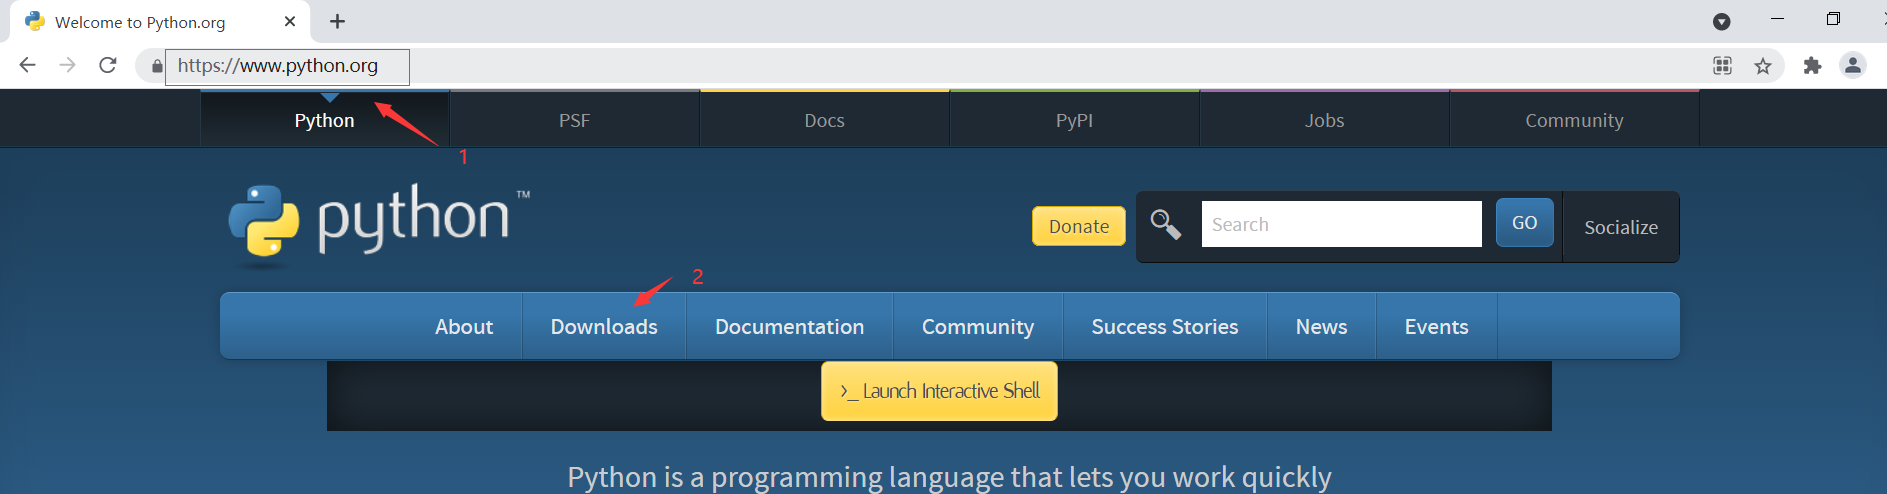 Welcome to Python.org
https://www.python.org
Python PSF Docs PyPI Jobs Community
1
python™
Donate Search GO Socialize
2
About Downloads Documentation Community Success Stories News Events
>_ Launch Interactive Shell
Python is a programming language that lets you work quickly